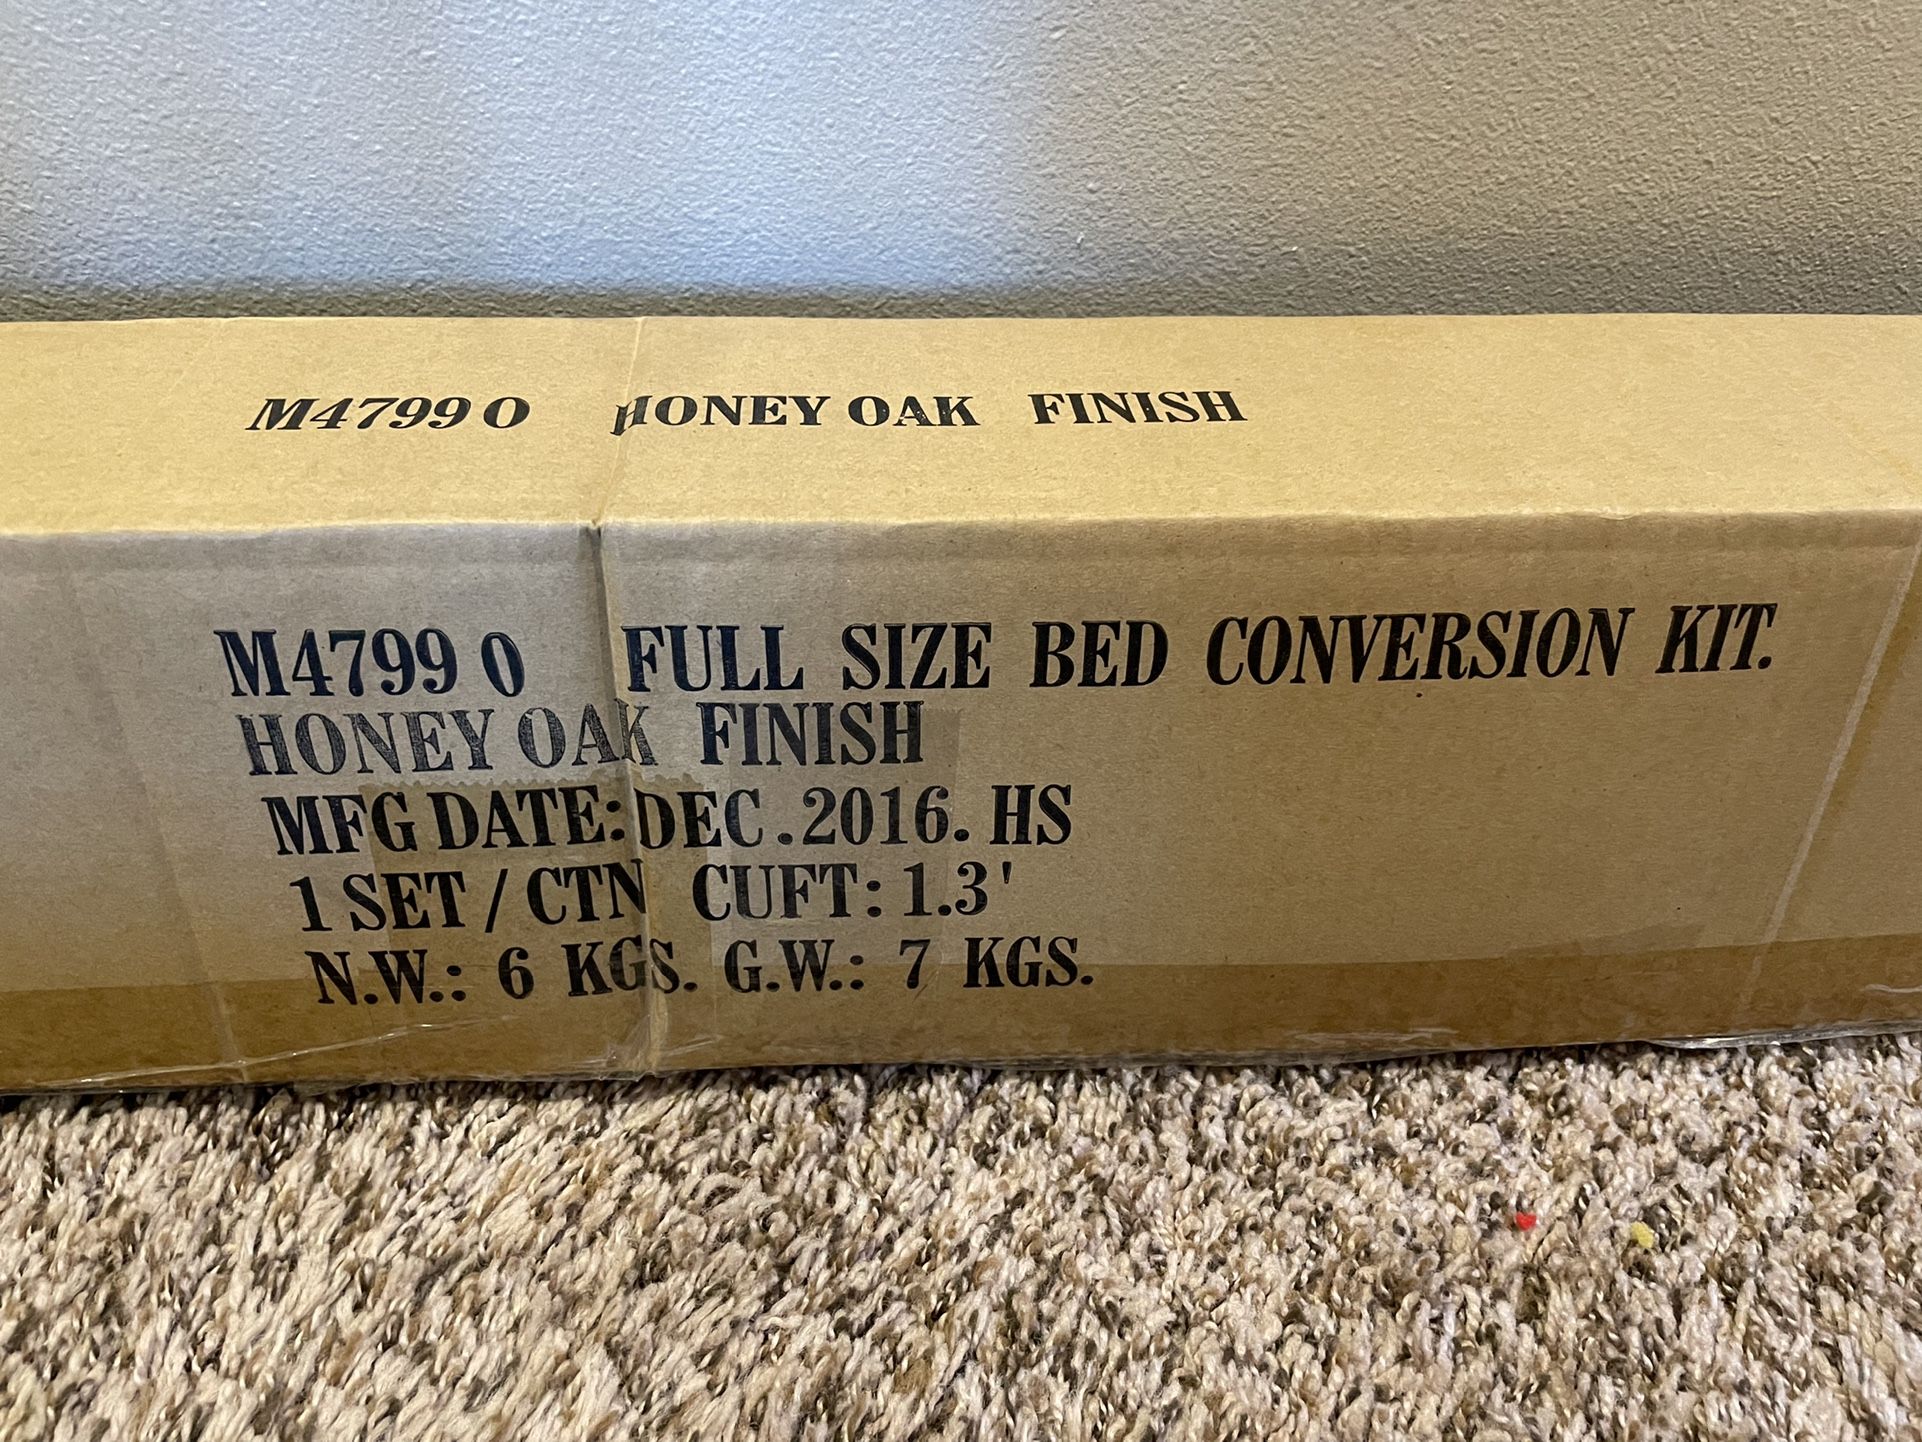 M4799 O HONEY OAK FINISH
M4799 O FULL SIZE BED CONVERSION KIT.
HONEY OAK FINISH
MFG DATE: DEC.2016. HS
1 SET / CTN CUFT: 1.3'
N.W.: 6 KGS. G.W.: 7 KGS.